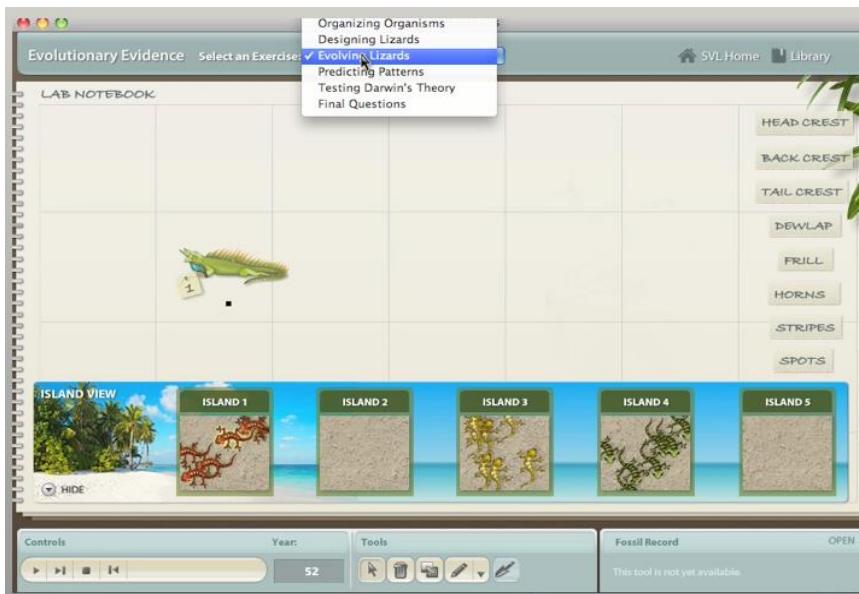 Organizing Organisms
Designing Lizards
Evolutionary Evidence Select an Exercise: ✓ Evolving Lizards SVL Home Library
Predicting Patterns
Testing Darwin's Theory
Final Questions
LAB NOTEBOOK
HEAD CREST
BACK CREST
TAIL CREST
DEWLAP
FRILL
HORNS
STRIPES
SPOTS
1
ISLAND VIEW
ISLAND 1 ISLAND 2 ISLAND 3 ISLAND 4 ISLAND 5
HIDE
Controls Year: Tools Fossil Record OPEN
52
This tool is not yet available.